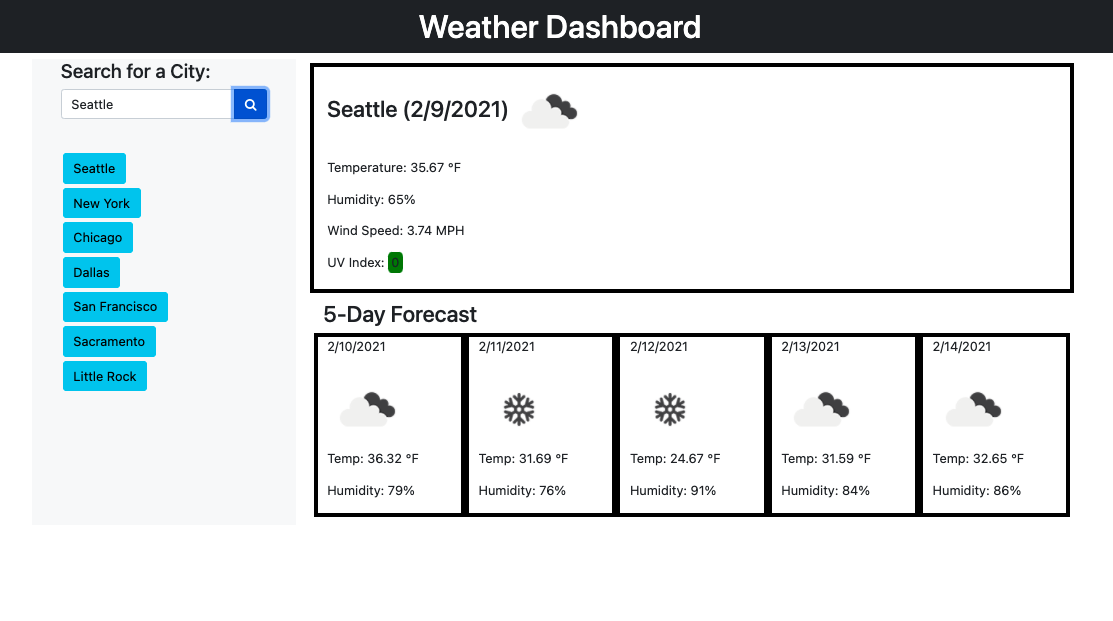 Weather Dashboard
Search for a City:
Seattle
Seattle
New York
Chicago
Dallas
San Francisco
Sacramento
Little Rock
Seattle (2/9/2021)
Temperature: 35.67 °F
Humidity: 65%
Wind Speed: 3.74 MPH
UV Index: 0
5-Day Forecast
2/10/2021
Temp: 36.32 °F
Humidity: 79%
2/11/2021
Temp: 31.69 °F
Humidity: 76%
2/12/2021
Temp: 24.67 °F
Humidity: 91%
2/13/2021
Temp: 31.59 °F
Humidity: 84%
2/14/2021
Temp: 32.65 °F
Humidity: 86%